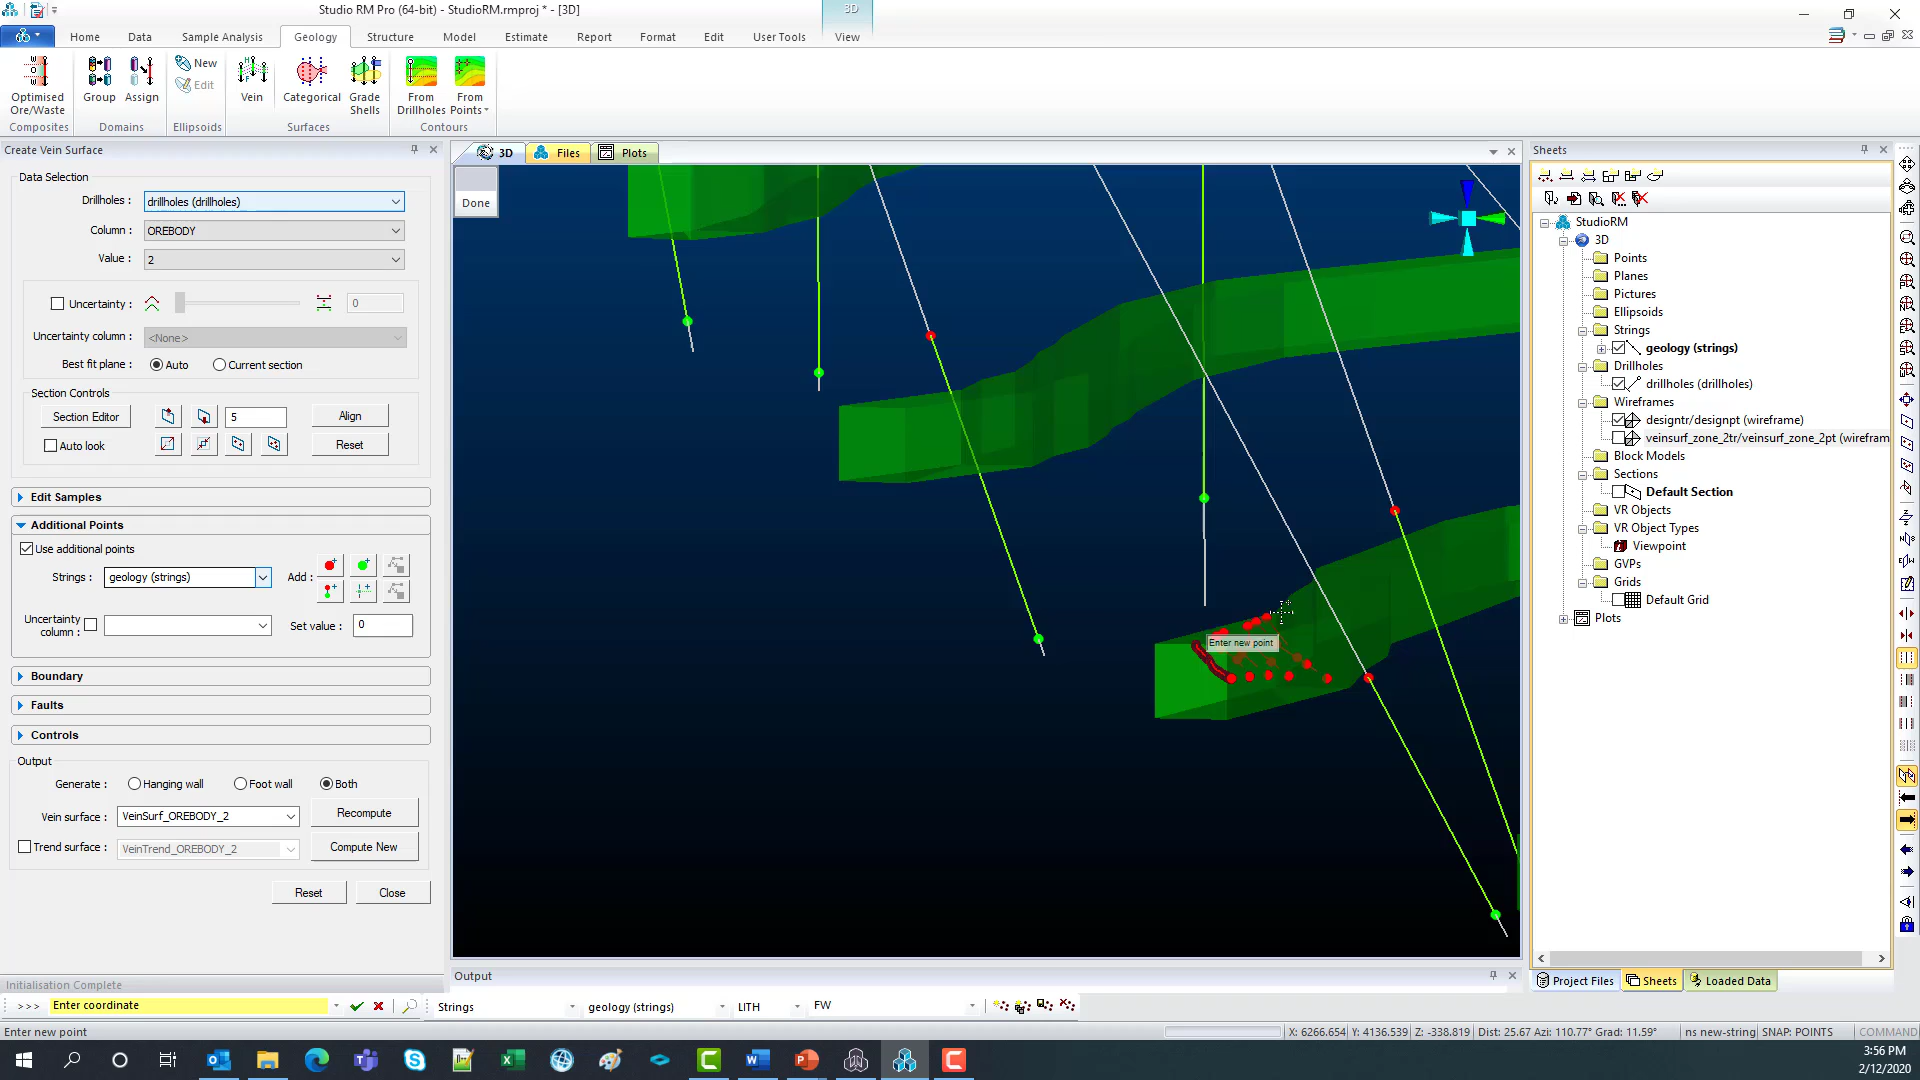 Studio RM Pro (64-bit) - StudioRM.rmproj * - [3D]
3D
Home Data Sample Analysis Geology Structure Model Estimate Report Format Edit User Tools View
Optimised Ore/Waste
Composites
Group
Assign
Domains
New
Edit
Ellipsoids
Vein
Categorical
Grade Shells
Surfaces
From Drillholes
From Points
Contours
Create Vein Surface
Data Selection
Drillholes : drillholes (drillholes)
Column : OREBODY
Value : 2
Uncertainty : 0
Uncertainty column : <None>
Best fit plane : Auto Current section
Section Controls
Section Editor 5 Align
Auto look Reset
Edit Samples
Additional Points
Use additional points
Strings : geology (strings) Add :
Uncertainty column : Set value : 0
Boundary
Faults
Controls
Output
Generate : Hanging wall Foot wall Both
Vein surface : VeinSurf_OREBODY_2 Recompute
Trend surface : VeinTrend_OREBODY_2 Compute New
Reset Close
Initialisation Complete
3D Files Plots
Done
Enter new point
Output
Sheets
StudioRM
3D
Points
Planes
Pictures
Ellipsoids
Strings
geology (strings)
Drillholes
drillholes (drillholes)
Wireframes
designtr/designpt (wireframe)
veinsurf_zone_2tr/veinsurf_zone_2pt (wirefram
Block Models
Sections
Default Section
VR Objects
VR Object Types
Viewpoint
GVPs
Grids
Default Grid
Plots
Project Files Sheets Loaded Data
>>> Enter coordinate Strings geology (strings) LITH FW
Enter new point X: 6266.654 Y: 4136.539 Z: -338.819 Dist: 25.67 Azi: 110.77° Grad: 11.59° ns new-string SNAP: POINTS COMMAND
3:56 PM
2/12/2020